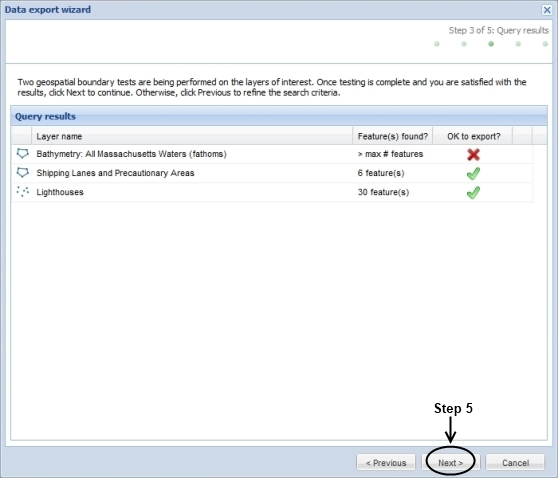 Data export wizard
Step 3 of 5: Query results
Two geospatial boundary tests are being performed on the layers of interest. Once testing is complete and you are satisfied with the
results, click Next to continue. Otherwise, click Previous to refine the search criteria.
Query results
Layer name Feature(s) found? OK to export?
Bathymetry: All Massachusetts Waters (fathoms) > max # features
Shipping Lanes and Precautionary Areas 6 feature(s)
Lighthouses 30 feature(s)
Step 5
< Previous Next > Cancel